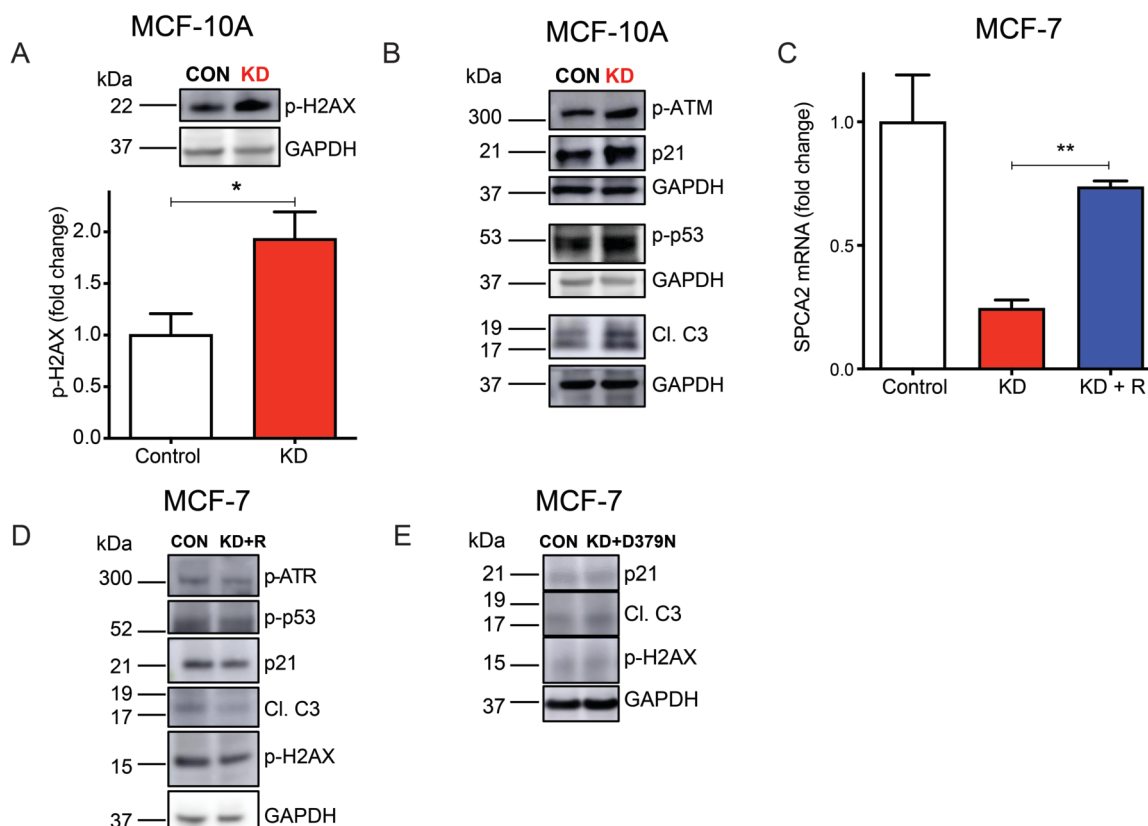 A
MCF-10A
kDa
CON KD
22
p-H2AX
37
GAPDH
p-H2AX (fold change)
*
2.0
1.5
1.0
0.5
0.0
Control
KD
B
MCF-10A
kDa
CON KD
300
p-ATM
21
p21
37
GAPDH
53
p-p53
37
GAPDH
19
17
Cl. C3
37
GAPDH
C
MCF-7
SPCA2 mRNA (fold change)
**
1.0
0.5
0.0
Control
KD
KD + R
D
MCF-7
kDa
CON KD+R
300
p-ATR
52
p-p53
21
p21
19
17
Cl. C3
15
p-H2AX
37
GAPDH
E
MCF-7
kDa
CON KD+D379N
21
p21
19
17
Cl. C3
15
p-H2AX
37
GAPDH